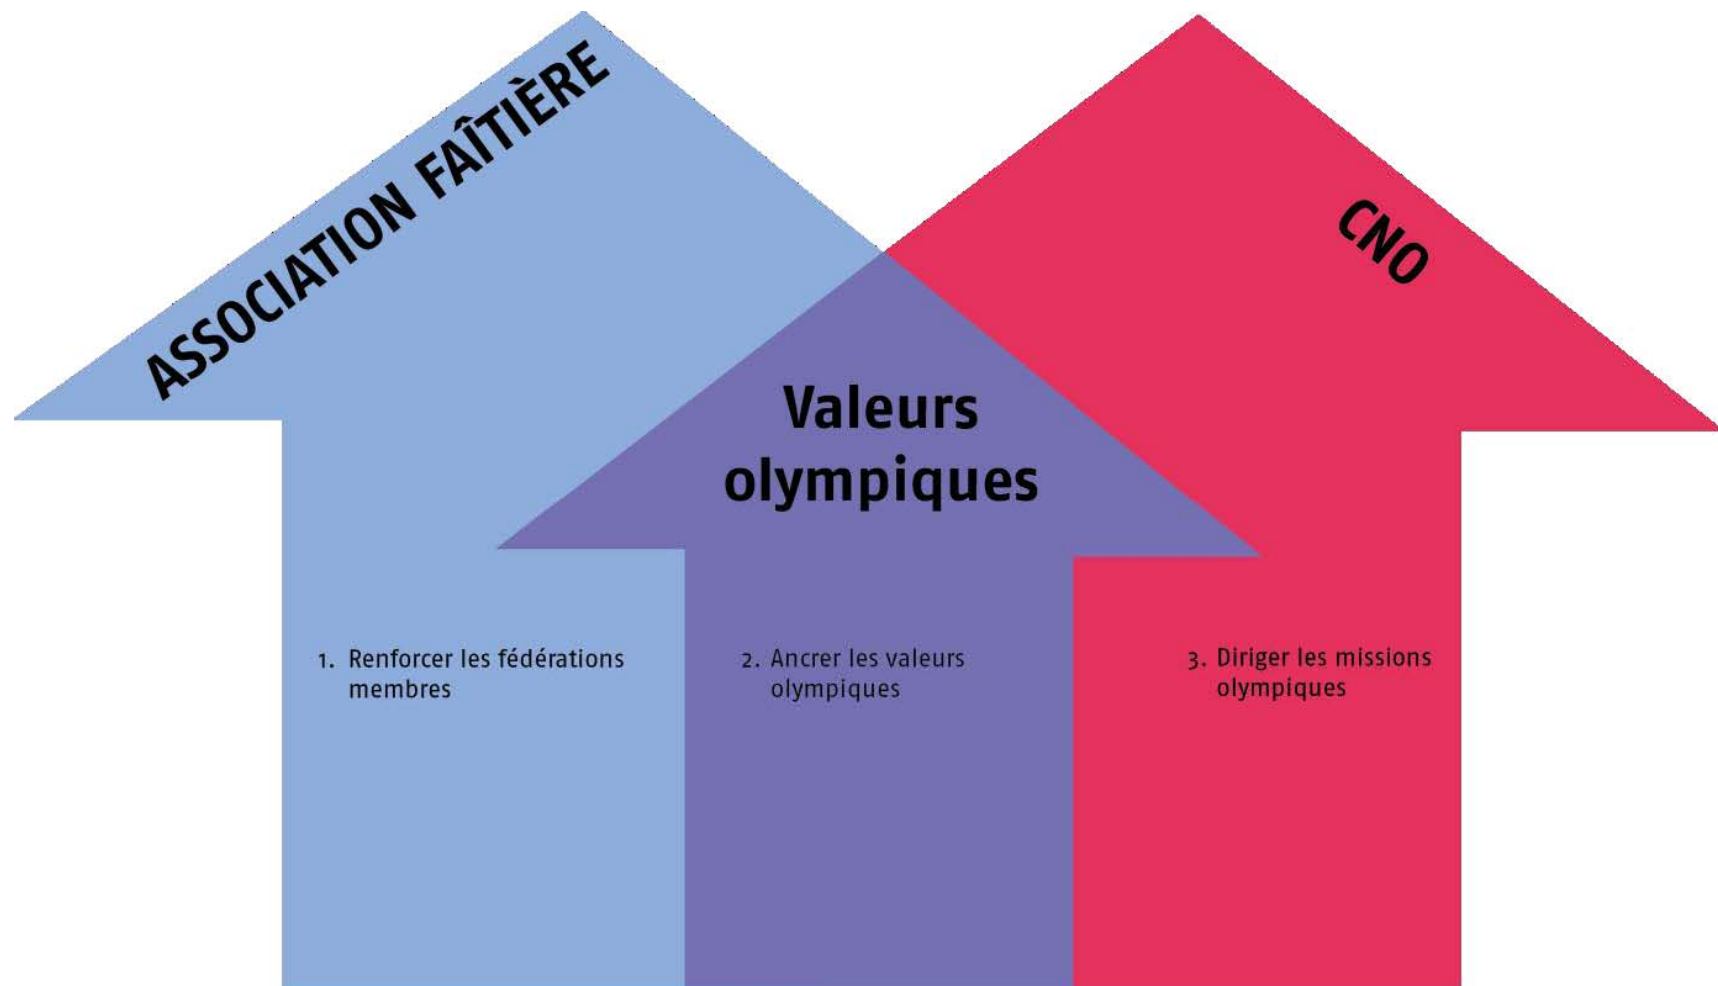 ASSOCIATION FAÎTIÈRE
CNO
Valeurs
olympiques
1. Renforcer les fédérations
membres
2. Ancrer les valeurs
olympiques
3. Diriger les missions
olympiques